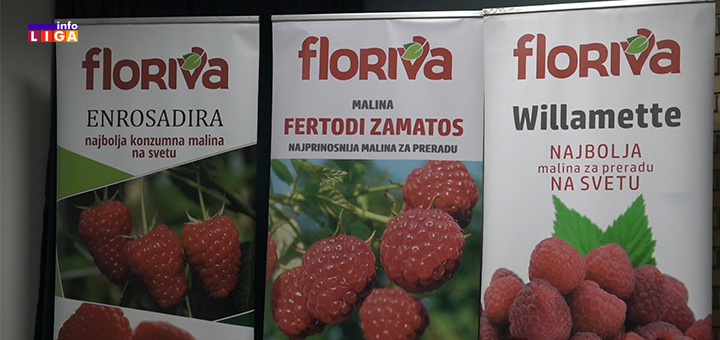 info
LIGA
floriva
ENROSADIRA
najbolja konzumna malina
na svetu
floriva
MALINA
FERTODI ZAMATOS
NAJPRINOSNIJA MALINA ZA PRERADU
floriva
Willamette
NAJBOLJA
malina za preradu
NA SVETU